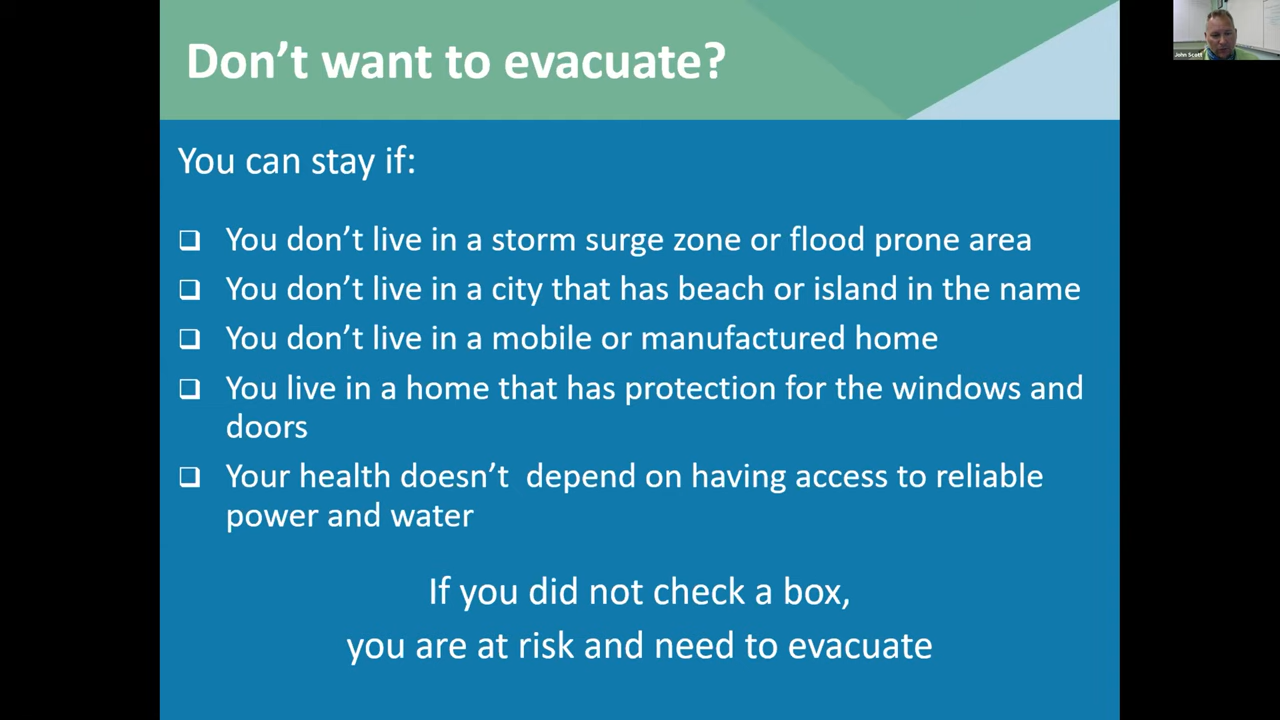 Don't want to evacuate?
John Scott
You can stay if:
❑ You don't live in a storm surge zone or flood prone area
❑ You don't live in a city that has beach or island in the name
❑ You don't live in a mobile or manufactured home
❑ You live in a home that has protection for the windows and
doors
❑ Your health doesn't  depend on having access to reliable
power and water
If you did not check a box,
you are at risk and need to evacuate